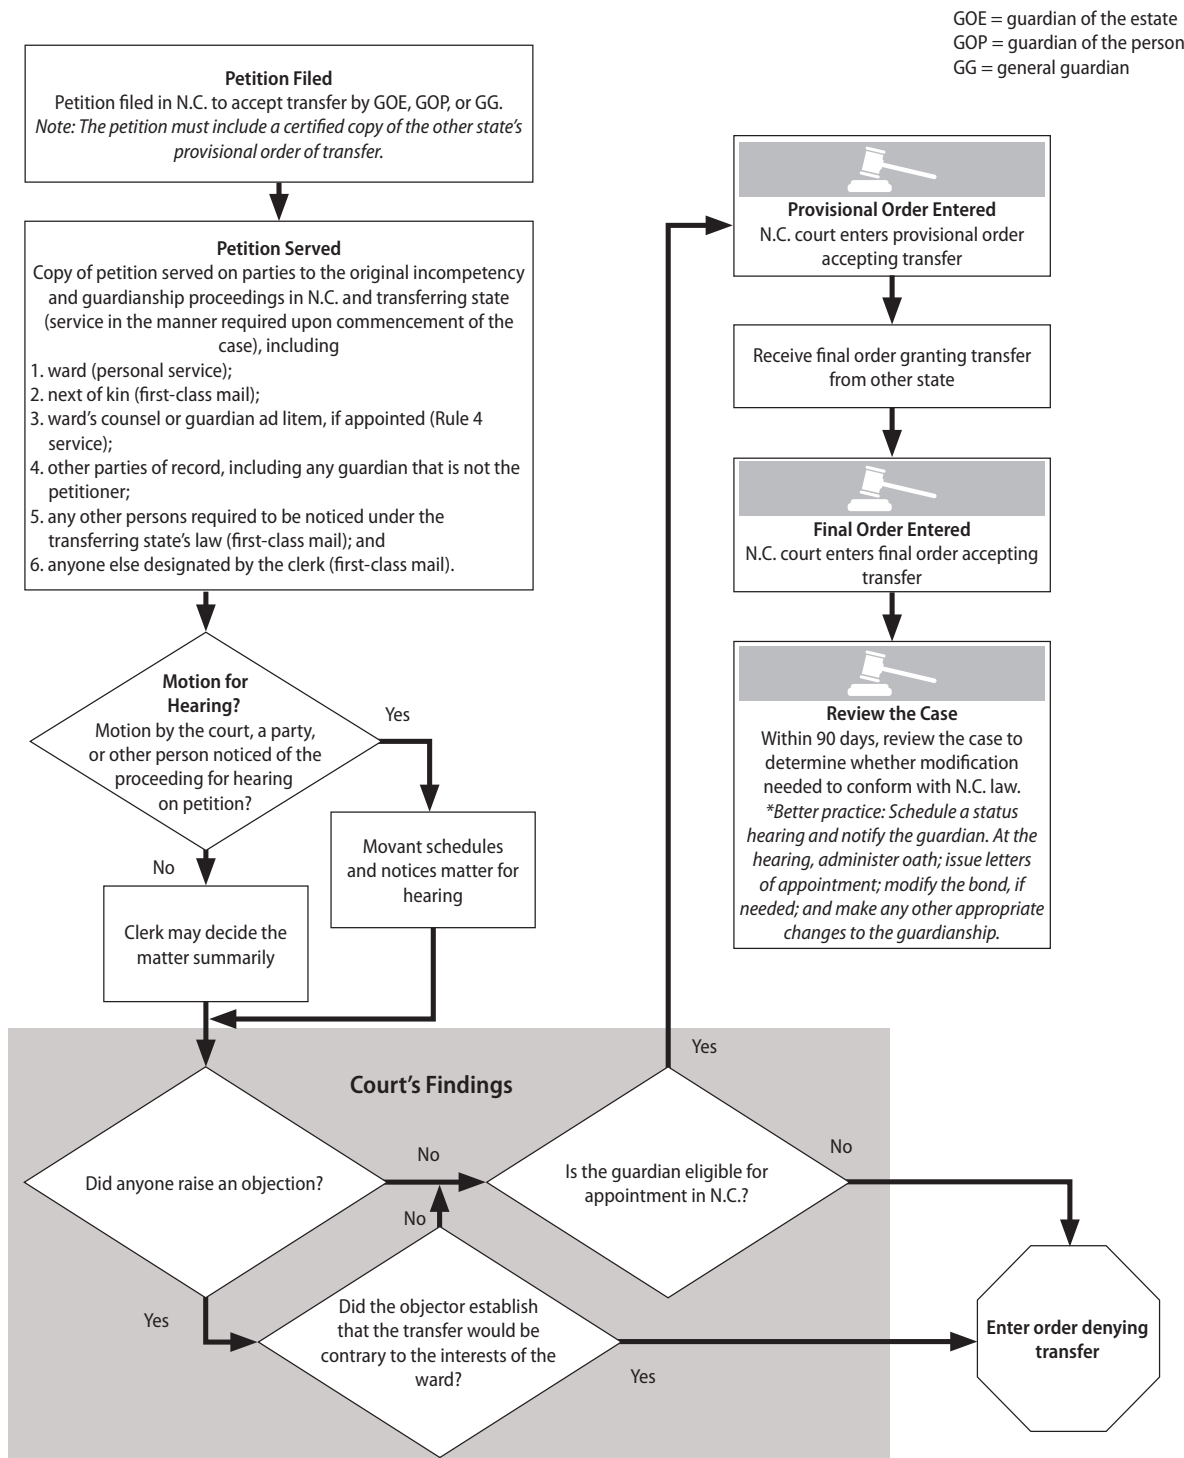 GOE = guardian of the estate
GOP = guardian of the person
GG = general guardian
Petition Filed
Petition filed in N.C. to accept transfer by GOE, GOP, or GG.
Note: The petition must include a certified copy of the other state's
provisional order of transfer.
Petition Served
Copy of petition served on parties to the original incompetency
and guardianship proceedings in N.C. and transferring state
(service in the manner required upon commencement of the
case), including
1. ward (personal service);
2. next of kin (first-class mail);
3. ward's counsel or guardian ad litem, if appointed (Rule 4
service);
4. other parties of record, including any guardian that is not the
petitioner;
5. any other persons required to be noticed under the
transferring state's law (first-class mail); and
6. anyone else designated by the clerk (first-class mail).
Motion for
Hearing?
Motion by the court, a party,
or other person noticed of the
proceeding for hearing
on petition?
Yes
No
Movant schedules
and notices matter for
hearing
Clerk may decide the
matter summarily
Court's Findings
Did anyone raise an objection?
No
Yes
Did the objector establish
that the transfer would be
contrary to the interests of the
ward?
No
Yes
Is the guardian eligible for
appointment in N.C.?
Yes
No
Enter order denying
transfer
Provisional Order Entered
N.C. court enters provisional order
accepting transfer
Receive final order granting transfer
from other state
Final Order Entered
N.C. court enters final order accepting
transfer
Review the Case
Within 90 days, review the case to
determine whether modification
needed to conform with N.C. law.
*Better practice: Schedule a status
hearing and notify the guardian. At the
hearing, administer oath; issue letters
of appointment; modify the bond, if
needed; and make any other appropriate
changes to the guardianship.